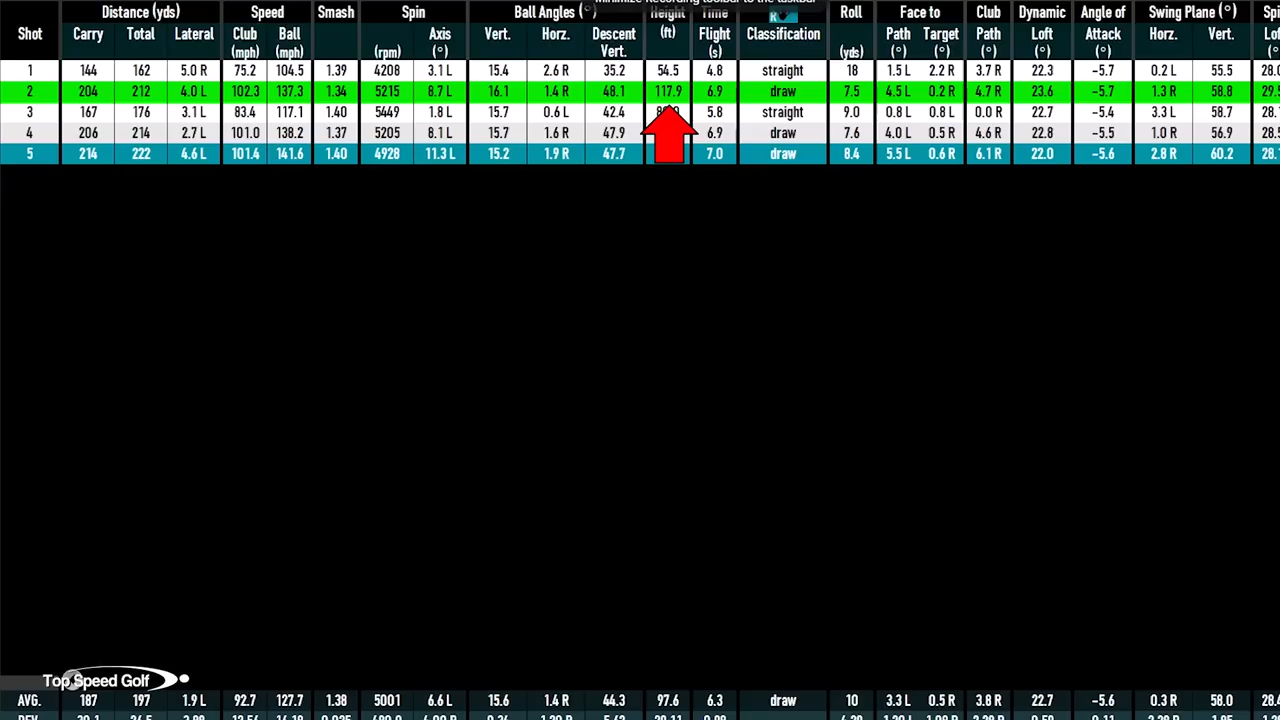 Minimize Recording toolbar to the taskbar
Distance (yds) Speed Smash Spin Ball Angles (°) Height Time R Roll Face to Club Dynamic Angle of Swing Plane (°)
Shot Carry Total Lateral Club Ball Axis Vert. Horz. Descent (ft) Flight Classification Path Target Path Loft Attack Horz. Vert.
(mph) (mph) (rpm) (°) Vert. (s) (yds) (°) (°) (°) (°) (°)
1 144 162 5.0 R 75.2 104.5 1.39 4208 3.1 L 15.4 2.6 R 35.2 54.5 4.8 straight 18 1.5 L 2.2 R 3.7 R 22.3 -5.7 0.2 L 55.5
2 204 212 4.0 L 102.3 137.3 1.34 5215 8.7 L 16.1 1.4 R 48.1 117.9 6.9 draw 7.5 4.5 L 0.2 R 4.7 R 23.6 -5.7 1.3 R 58.8
3 167 176 3.1 L 83.4 117.1 1.40 5449 1.8 L 15.7 0.6 L 42.4 5.8 straight 9.0 0.8 L 0.8 L 0.0 R 22.7 -5.4 3.3 L 58.7
4 206 214 2.7 L 101.0 138.2 1.37 5205 8.1 L 15.7 1.6 R 47.9 6.9 draw 7.6 4.0 L 0.5 R 4.6 R 22.8 -5.5 1.0 R 56.9
5 214 222 4.6 L 101.4 141.6 1.40 4928 11.3 L 15.2 1.9 R 47.7 7.0 draw 8.4 5.5 L 0.6 R 6.1 R 22.0 -5.6 2.8 R 60.2
Top Speed Golf
AVG. 187 197 1.9 L 92.7 127.7 1.38 5001 6.6 L 15.6 1.4 R 44.3 97.6 6.3 draw 10 3.3 L 0.5 R 3.8 R 22.7 -5.6 0.3 R 58.0